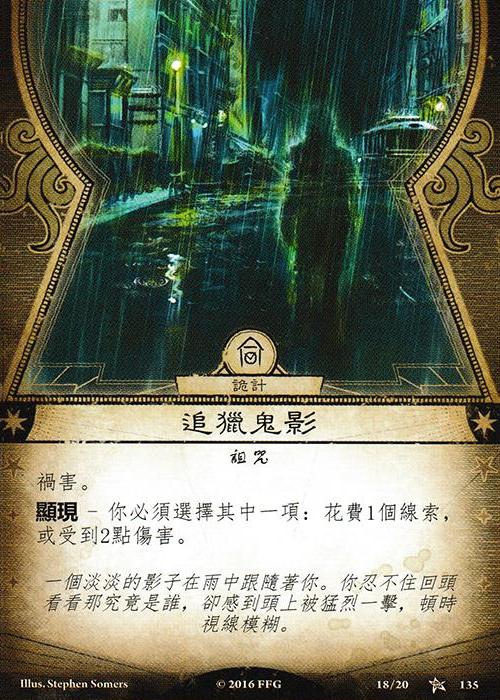 詭計
追獵鬼影
詛咒
禍害。
顯現 – 你必須選擇其中一項：花費1個線索，
或受到2點傷害。
一個淡淡的影子在雨中跟隨著你。你忍不住回頭
看看那究竟是誰，卻感到頭上被猛烈一擊，頓時
視線模糊。
Illus. Stephen Somers
© 2016 FFG
18/20
135